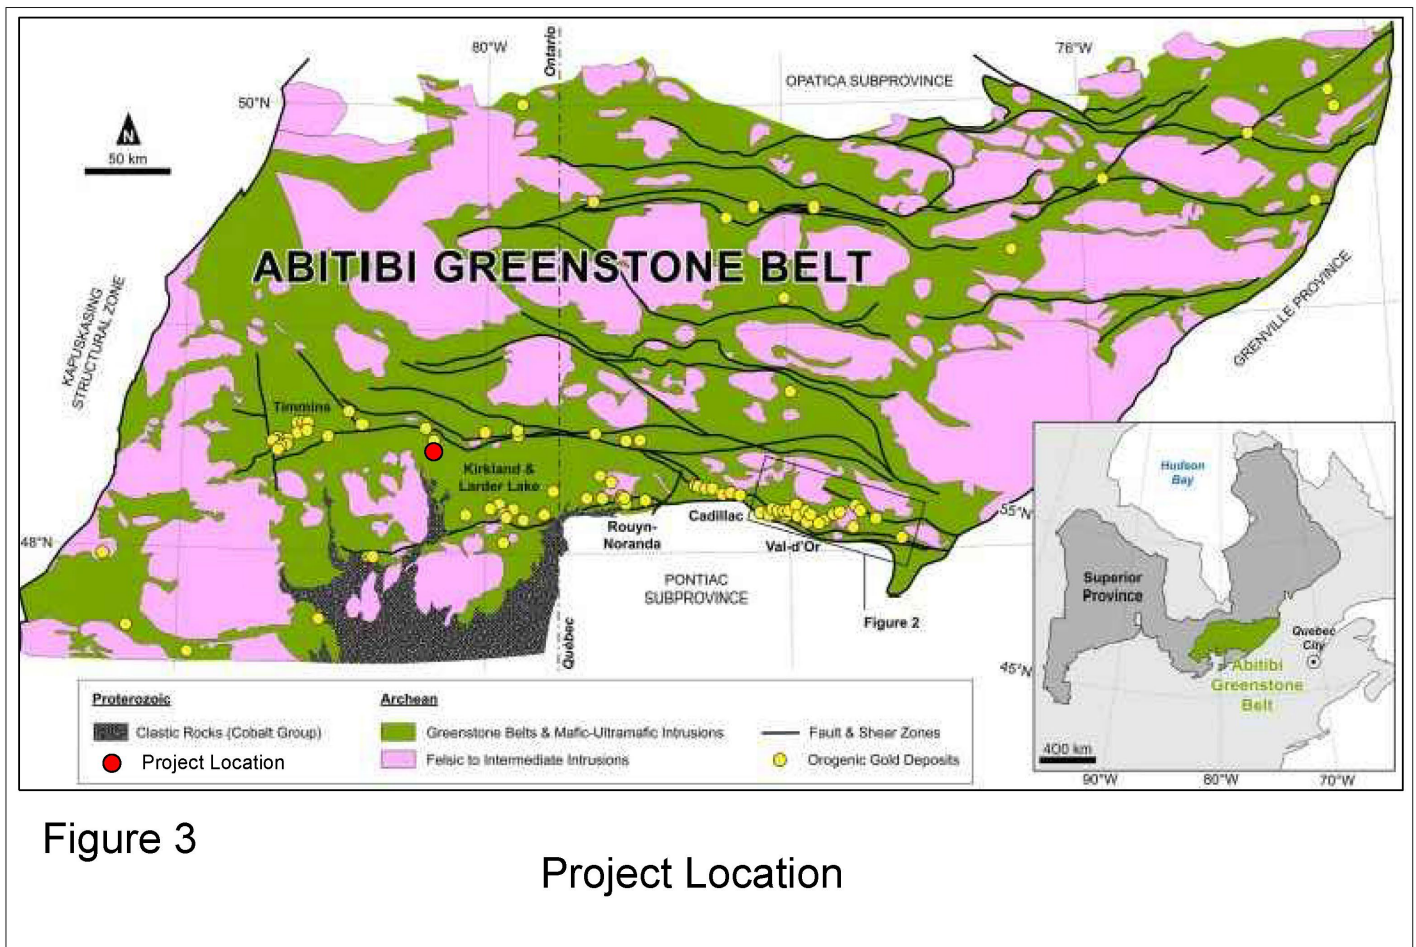 80°W
Ontario
76°W
OPATICA SUBPROVINCE
50°N
N
50 km
ABITIBI GREENSTONE BELT
KAPUSKASING
STRUCTURAL ZONE
GRENVILLE PROVINCE
Timmins
Kirkland &
Larder Lake
Rouyn-
Noranda
Cadillac
Val-d'Or
48°N
PONTIAC
SUBPROVINCE
Figure 2
Québec
Hudson
Bay
55°N
Superior
Province
Quebec
City
45°N
Abitibi
Greenstone
Belt
400 km
90°W
80°W
70°W
Proterozoic
Archean
Clastic Rocks (Cobalt Group)
Greenstone Belts & Mafic-Ultramafic Intrusions
Fault & Shear Zones
Project Location
Felsic to Intermediate Intrusions
Orogenic Gold Deposits
Figure 3
Project Location